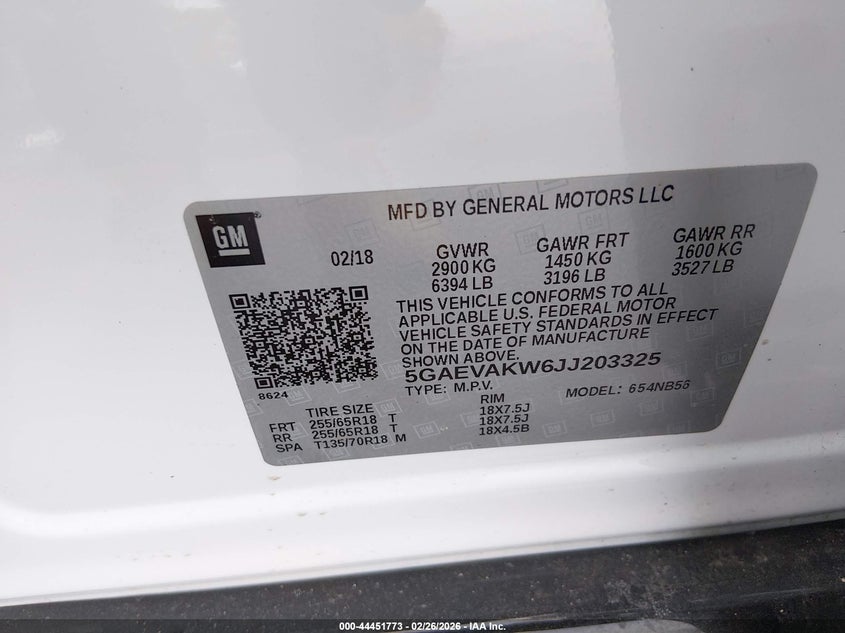 MFD BY GENERAL MOTORS LLC
GM
02/18
GVWR
2900 KG
6394 LB
GAWR FRT
1450 KG
3196 LB
GAWR RR
1600 KG
3527 LB
THIS VEHICLE CONFORMS TO ALL
APPLICABLE U.S. FEDERAL MOTOR
VEHICLE SAFETY STANDARDS IN EFFECT
ON THE DATE OF MANUFACTURE
SHOWN ABOVE.
8624
5GAEVAKW6JJ203325
TYPE: M.P.V.
MODEL: 654NB56
TIRE SIZE
RIM
FRT 255/65R18 T 18X7.5J
RR 255/65R18 T 18X7.5J
SPA T135/70R18 M 18X4.5B
000-44451773 - 02/26/2026 - IAA Inc.